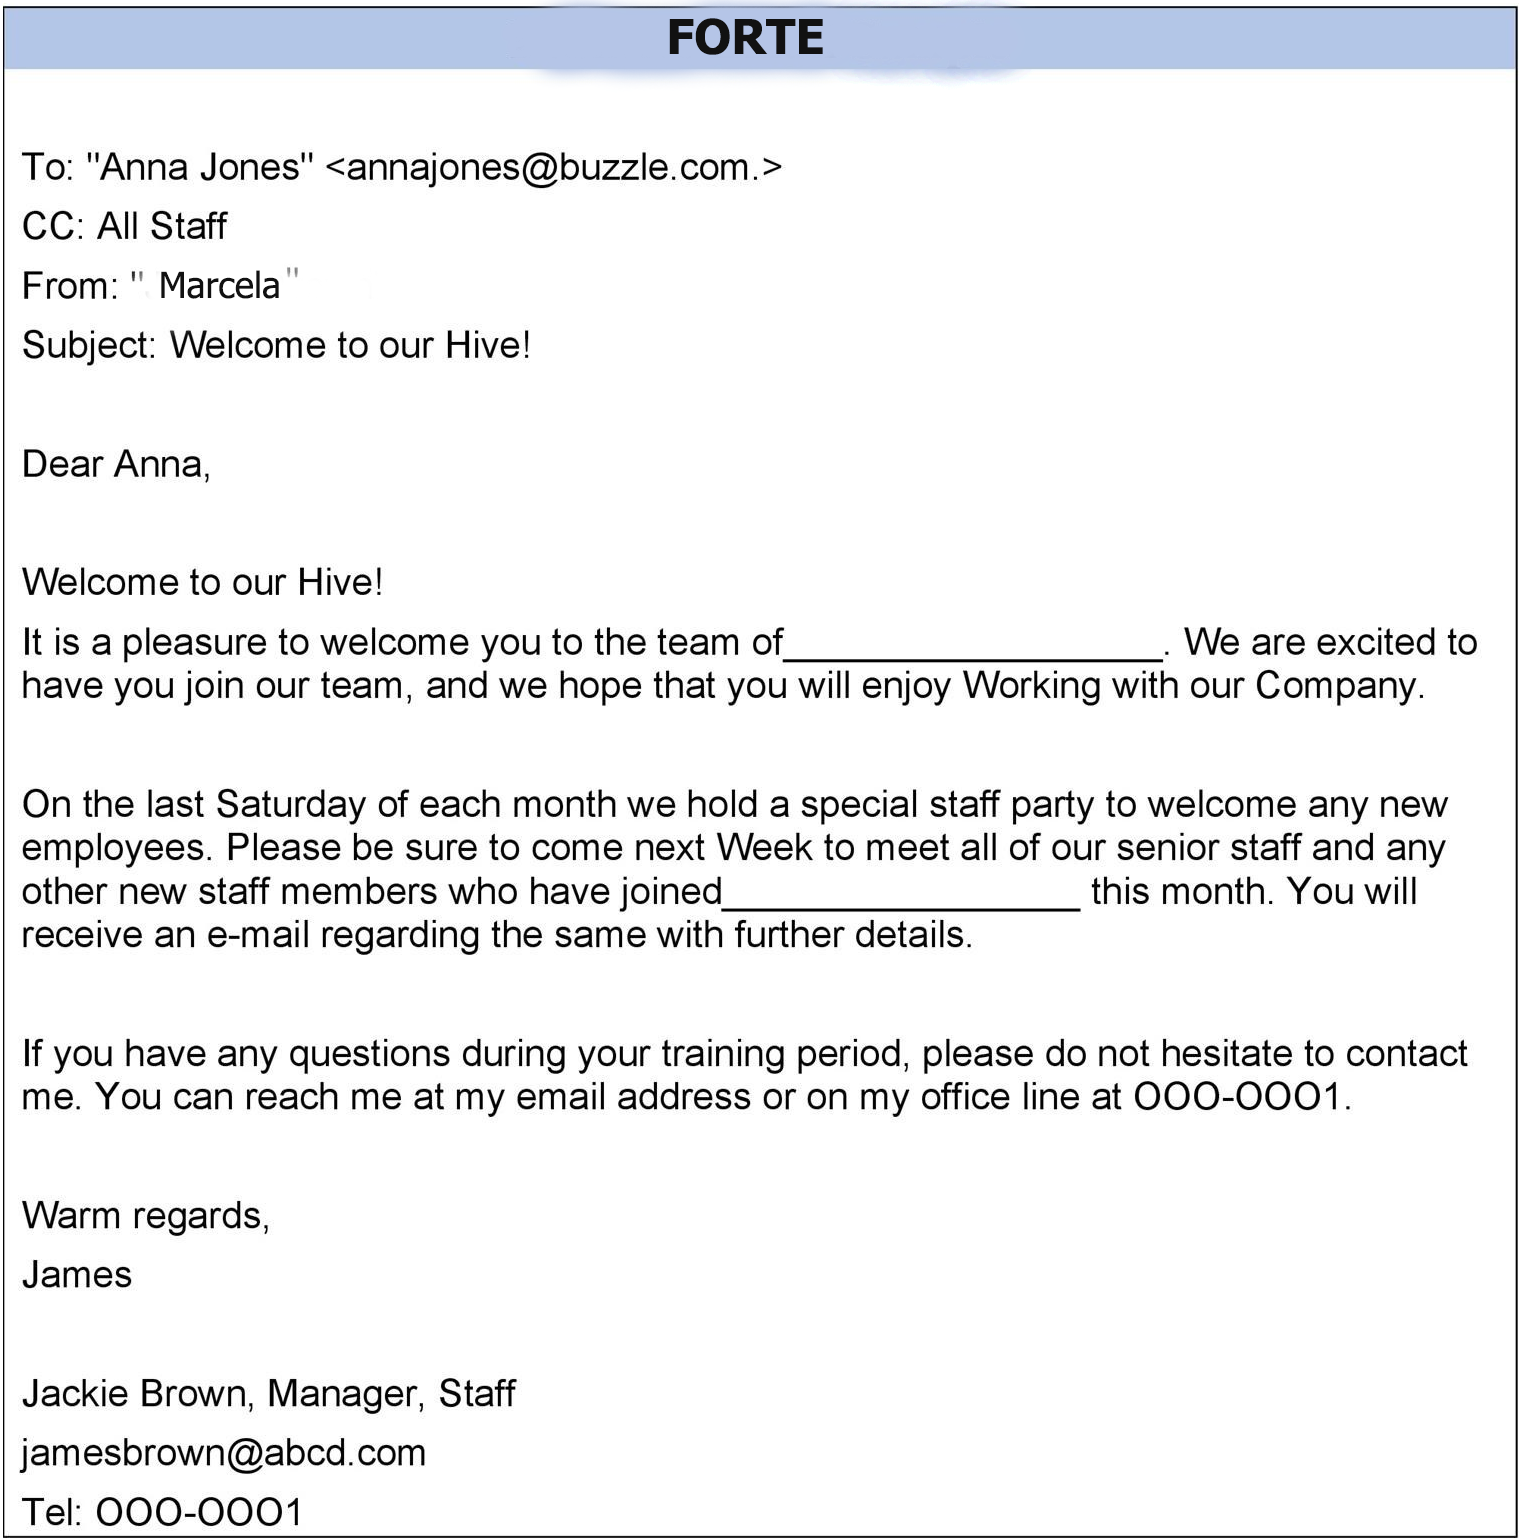 FORTE
To: "Anna Jones" <annajones@buzzle.com.>
CC: All Staff
From: " Marcela "
Subject: Welcome to our Hive!
Dear Anna,
Welcome to our Hive!
It is a pleasure to welcome you to the team of__________________. We are excited to
have you join our team, and we hope that you will enjoy Working with our Company.
On the last Saturday of each month we hold a special staff party to welcome any new
employees. Please be sure to come next Week to meet all of our senior staff and any
other new staff members who have joined_________________ this month. You will
receive an e-mail regarding the same with further details.
If you have any questions during your training period, please do not hesitate to contact
me. You can reach me at my email address or on my office line at OOO-OOO1.
Warm regards,
James
Jackie Brown, Manager, Staff
jamesbrown@abcd.com
Tel: OOO-OOO1